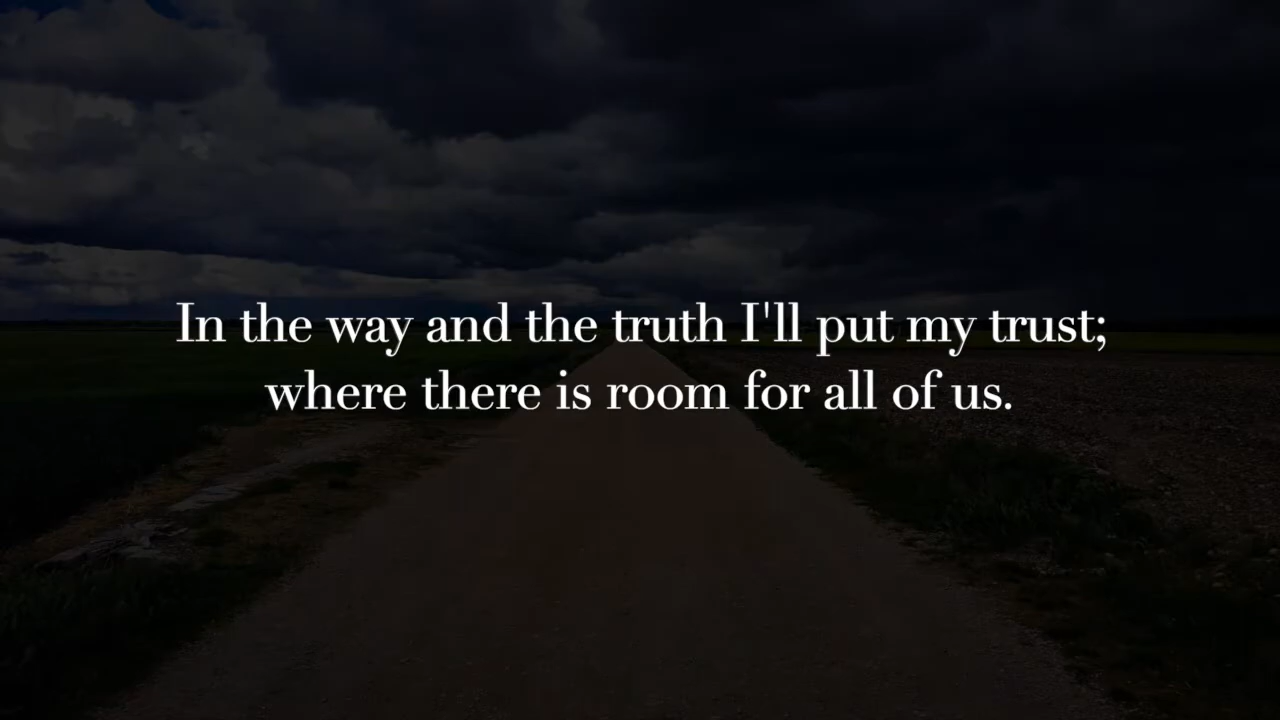 In the way and the truth I'll put my trust;
where there is room for all of us.